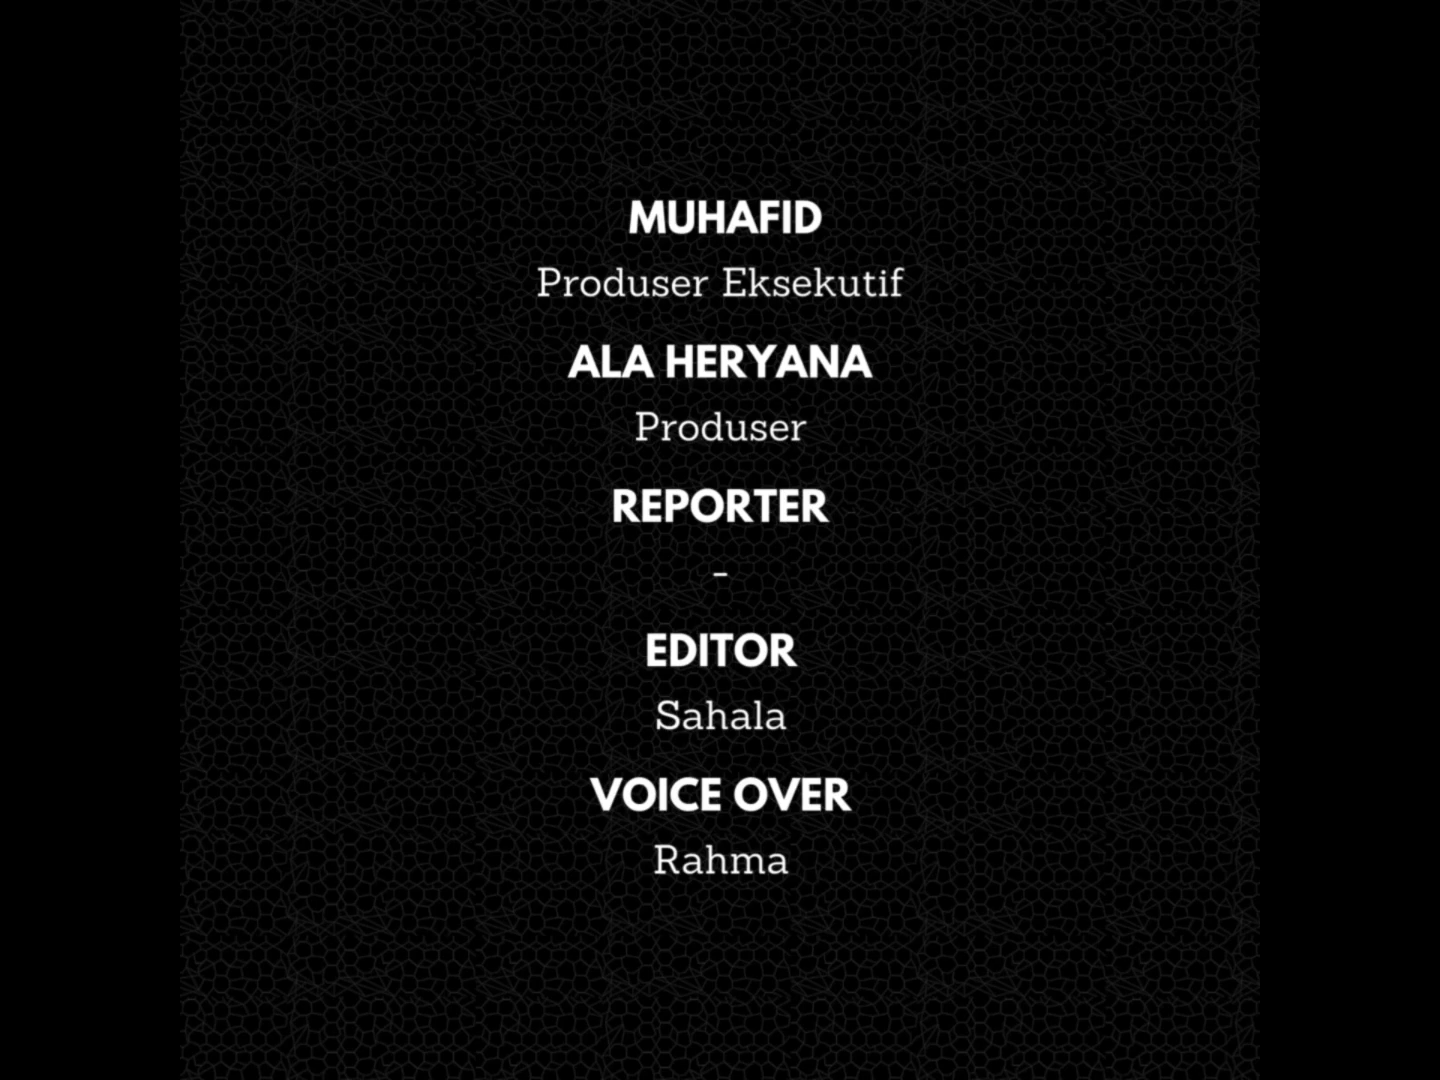 MUHAFID
Produser Eksekutif
ALA HERYANA
Produser
REPORTER
-
EDITOR
Sahala
VOICE OVER
Rahma